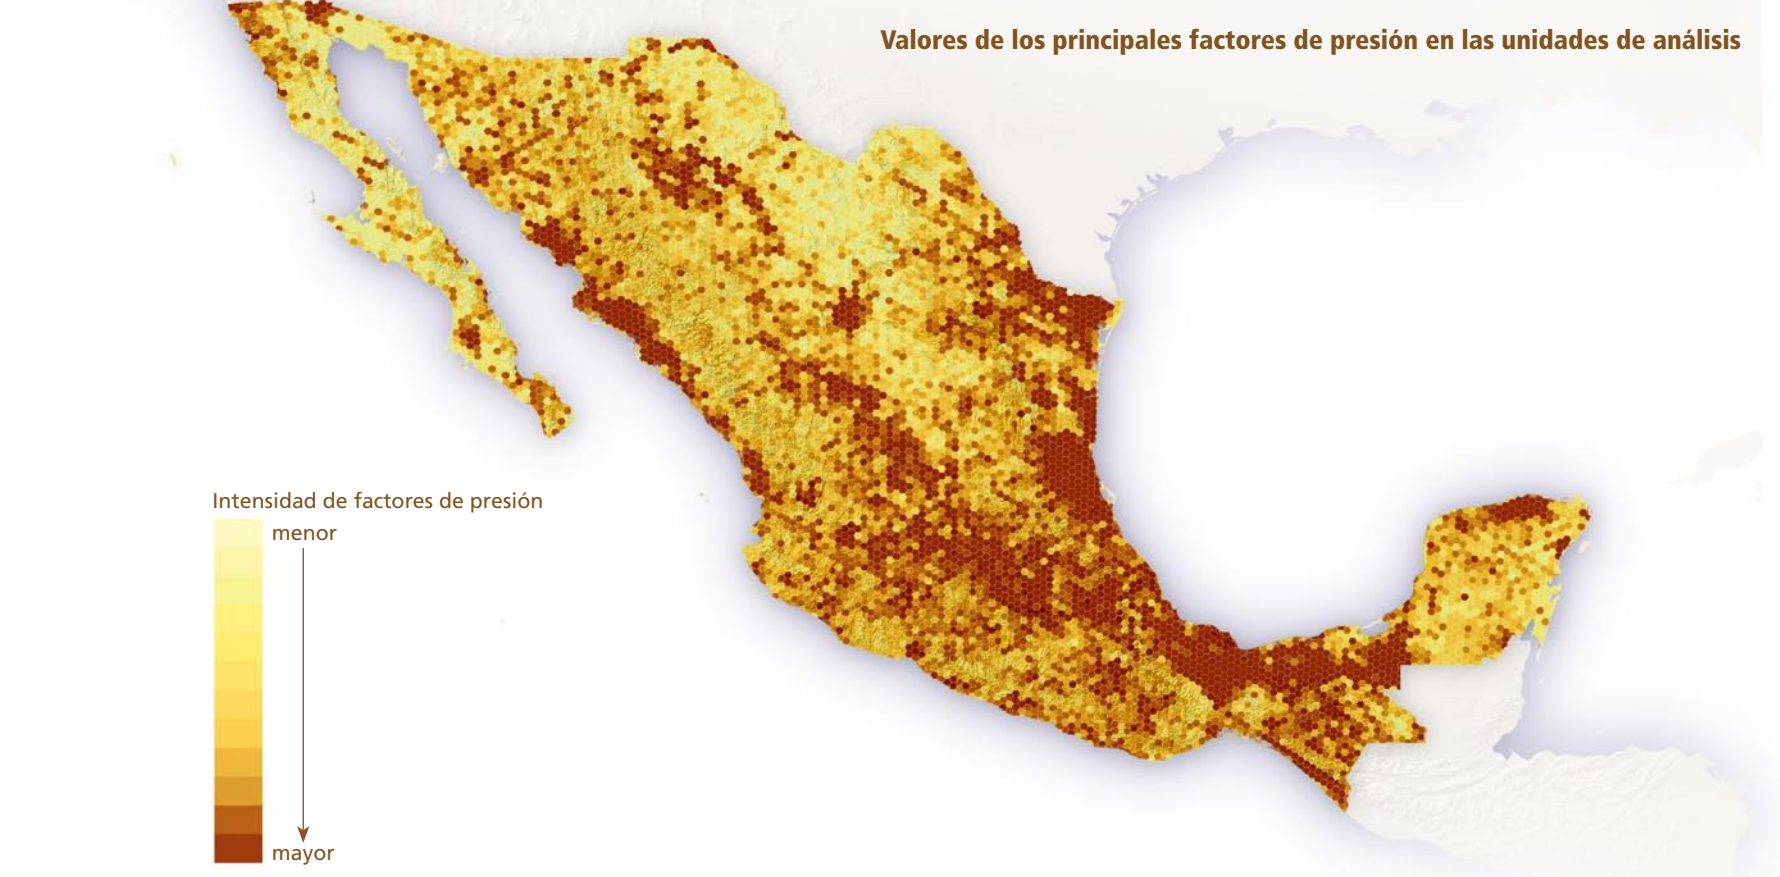 Valores de los principales factores de presión en las unidades de análisis
Intensidad de factores de presión
menor
mayor